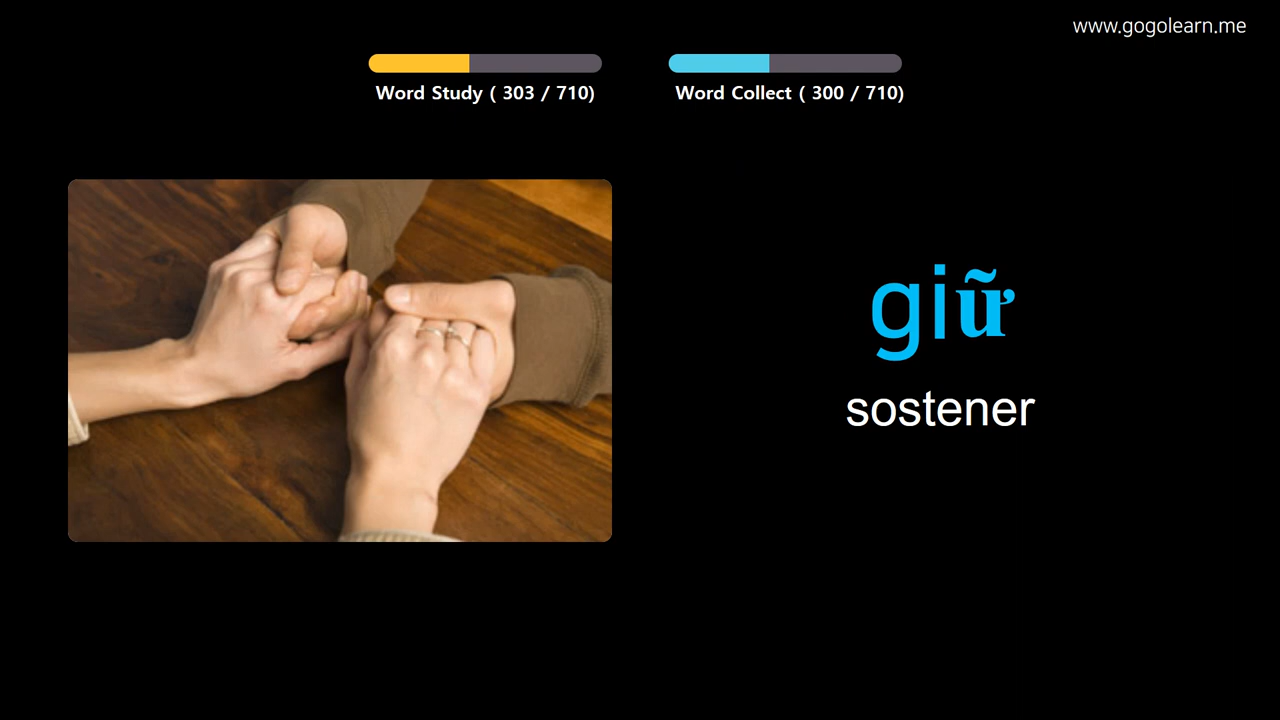 www.gogolearn.me
Word Study ( 303 / 710)
Word Collect ( 300 / 710)
giữ
sostener